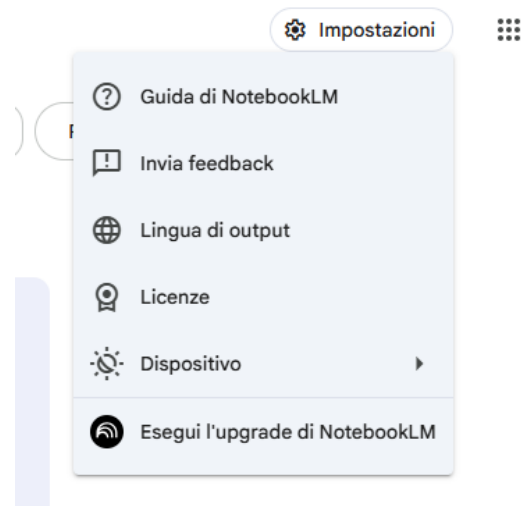 Impostazioni
Guida di NotebookLM
Invia feedback
Lingua di output
Licenze
Dispositivo
Esegui l'upgrade di NotebookLM